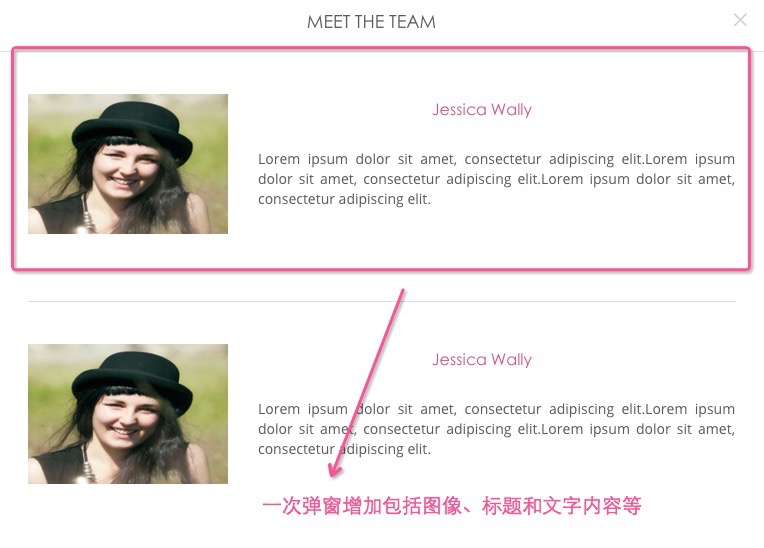 MEET THE TEAM
Jessica Wally
Lorem ipsum dolor sit amet, consectetur adipiscing elit.Lorem ipsum
dolor sit amet, consectetur adipiscing elit.Lorem ipsum dolor sit amet,
consectetur adipiscing elit.
Jessica Wally
Lorem ipsum dolor sit amet, consectetur adipiscing elit.Lorem ipsum
dolor sit amet, consectetur adipiscing elit.Lorem ipsum dolor sit amet,
consectetur adipiscing elit.
一次弹窗增加包括图像、标题和文字内容等